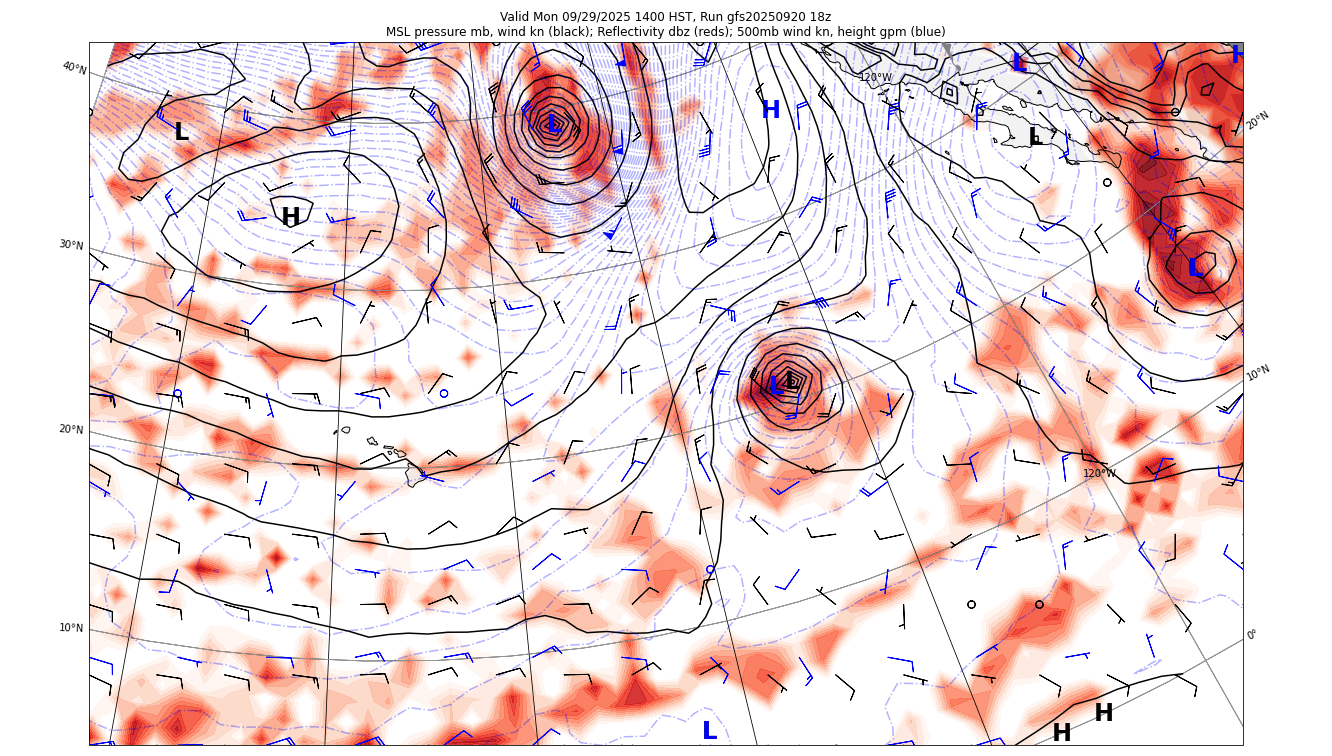 Valid Mon 09/29/2025 1400 HST, Run gfs20250920 18z
MSL pressure mb, wind kn (black); Reflectivity dbz (reds); 500mb wind kn, height gpm (blue)
H
L
40°N
120°W
H
20°N
L
L
L
H
30°N
L
10°N
L
L
20°N
120°W
10°N
0°
H
L
H